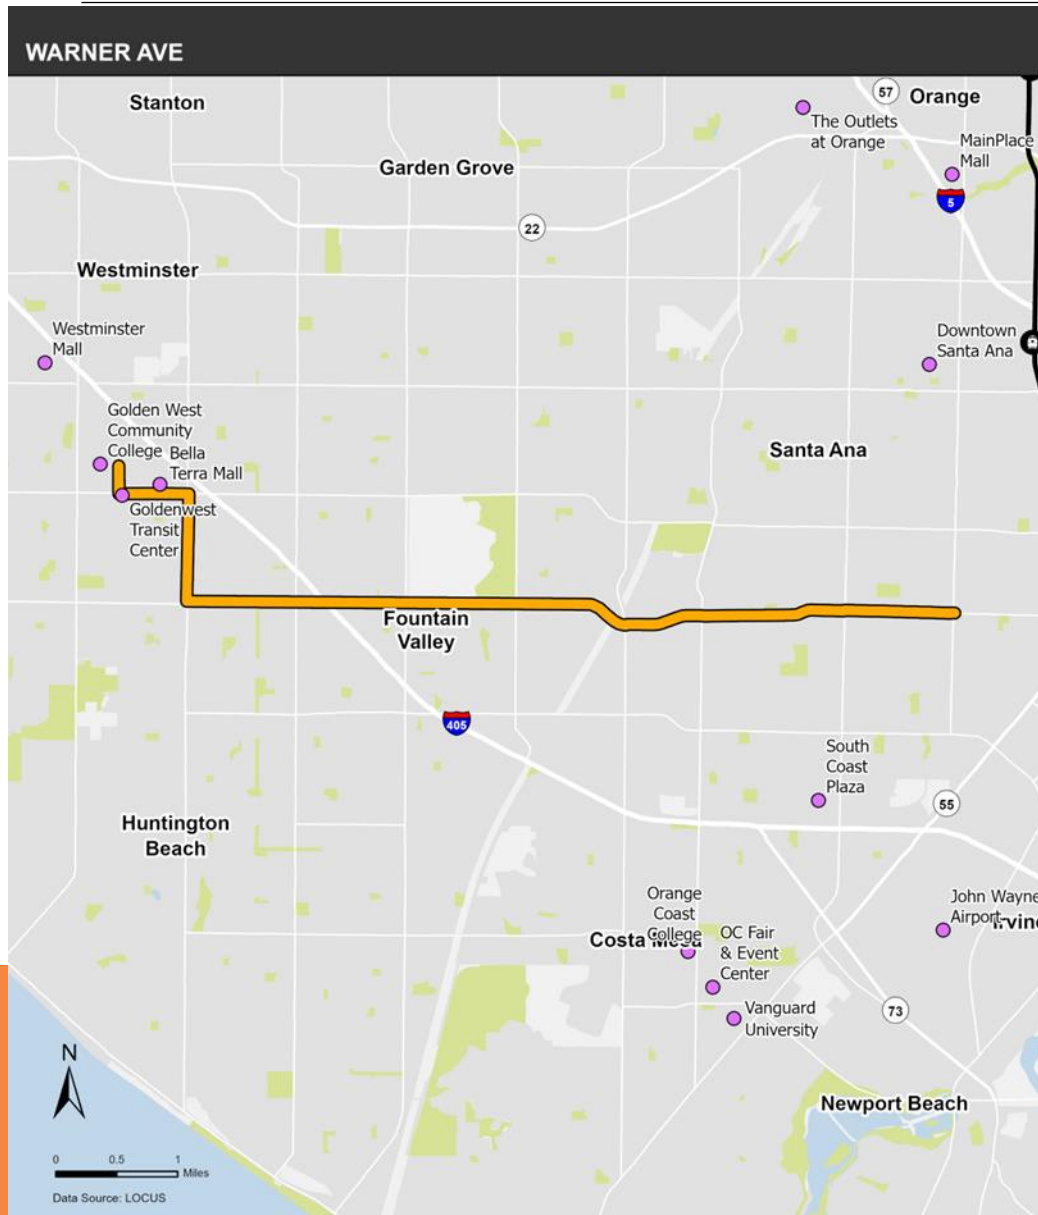 WARNER AVE
Stanton
57
Orange
The Outlets
at Orange
MainPlace
Mall
Garden Grove
5
22
Westminster
Westminster
Mall
Downtown
Santa Ana
Golden West
Community
College
Bella
Terra Mall
Santa Ana
Goldenwest
Transit
Center
Fountain
Valley
405
South
Coast
Plaza
55
Huntington
Beach
Orange
Coast
College
John Wayne
Airport
Irvine
Costa Mesa
OC Fair
& Event
Center
73
Vanguard
University
N
Newport Beach
0 0.5 1
Miles
Data Source: LOCUS